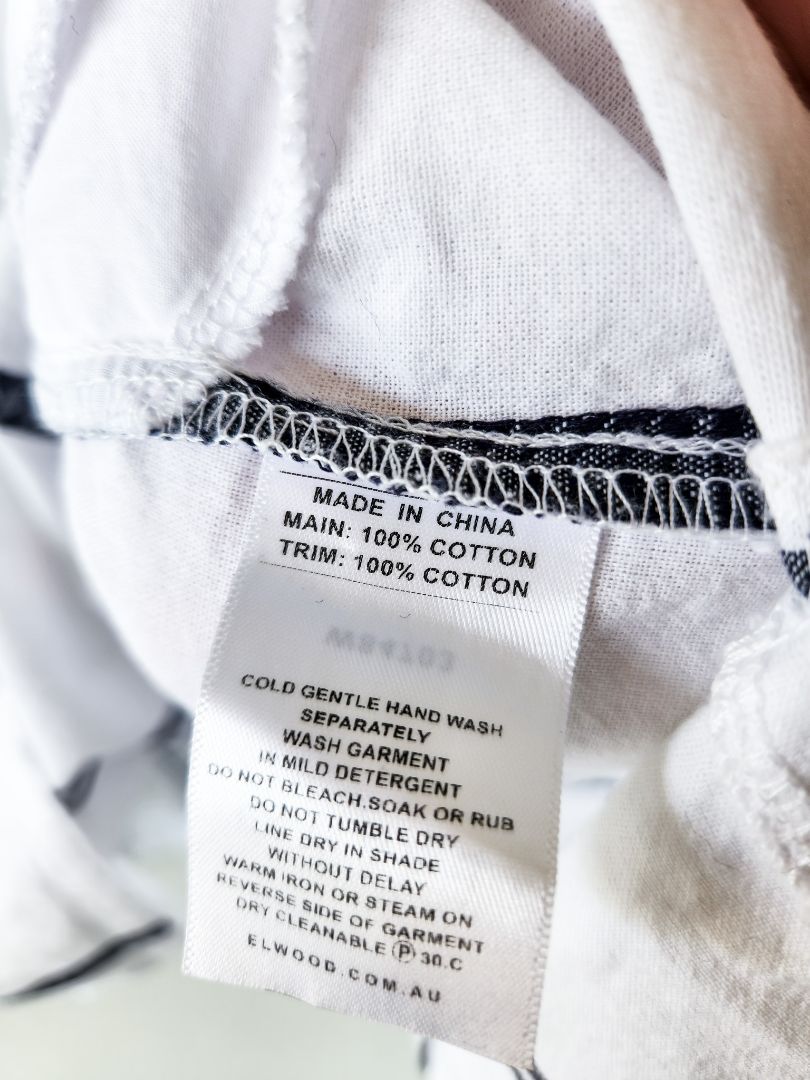 MADE IN CHINA
MAIN: 100% COTTON
TRIM: 100% COTTON
COLD GENTLE HAND WASH
SEPARATELY
WASH GARMENT
IN MILD DETERGENT
DO NOT BLEACH.SOAK OR RUB
DO NOT TUMBLE DRY
LINE DRY IN SHADE
WITHOUT DELAY
WARM IRON OR STEAM ON
REVERSE SIDE OF GARMENT
DRY CLEANABLE Ⓟ 30.C
ELWOOD.COM.AU